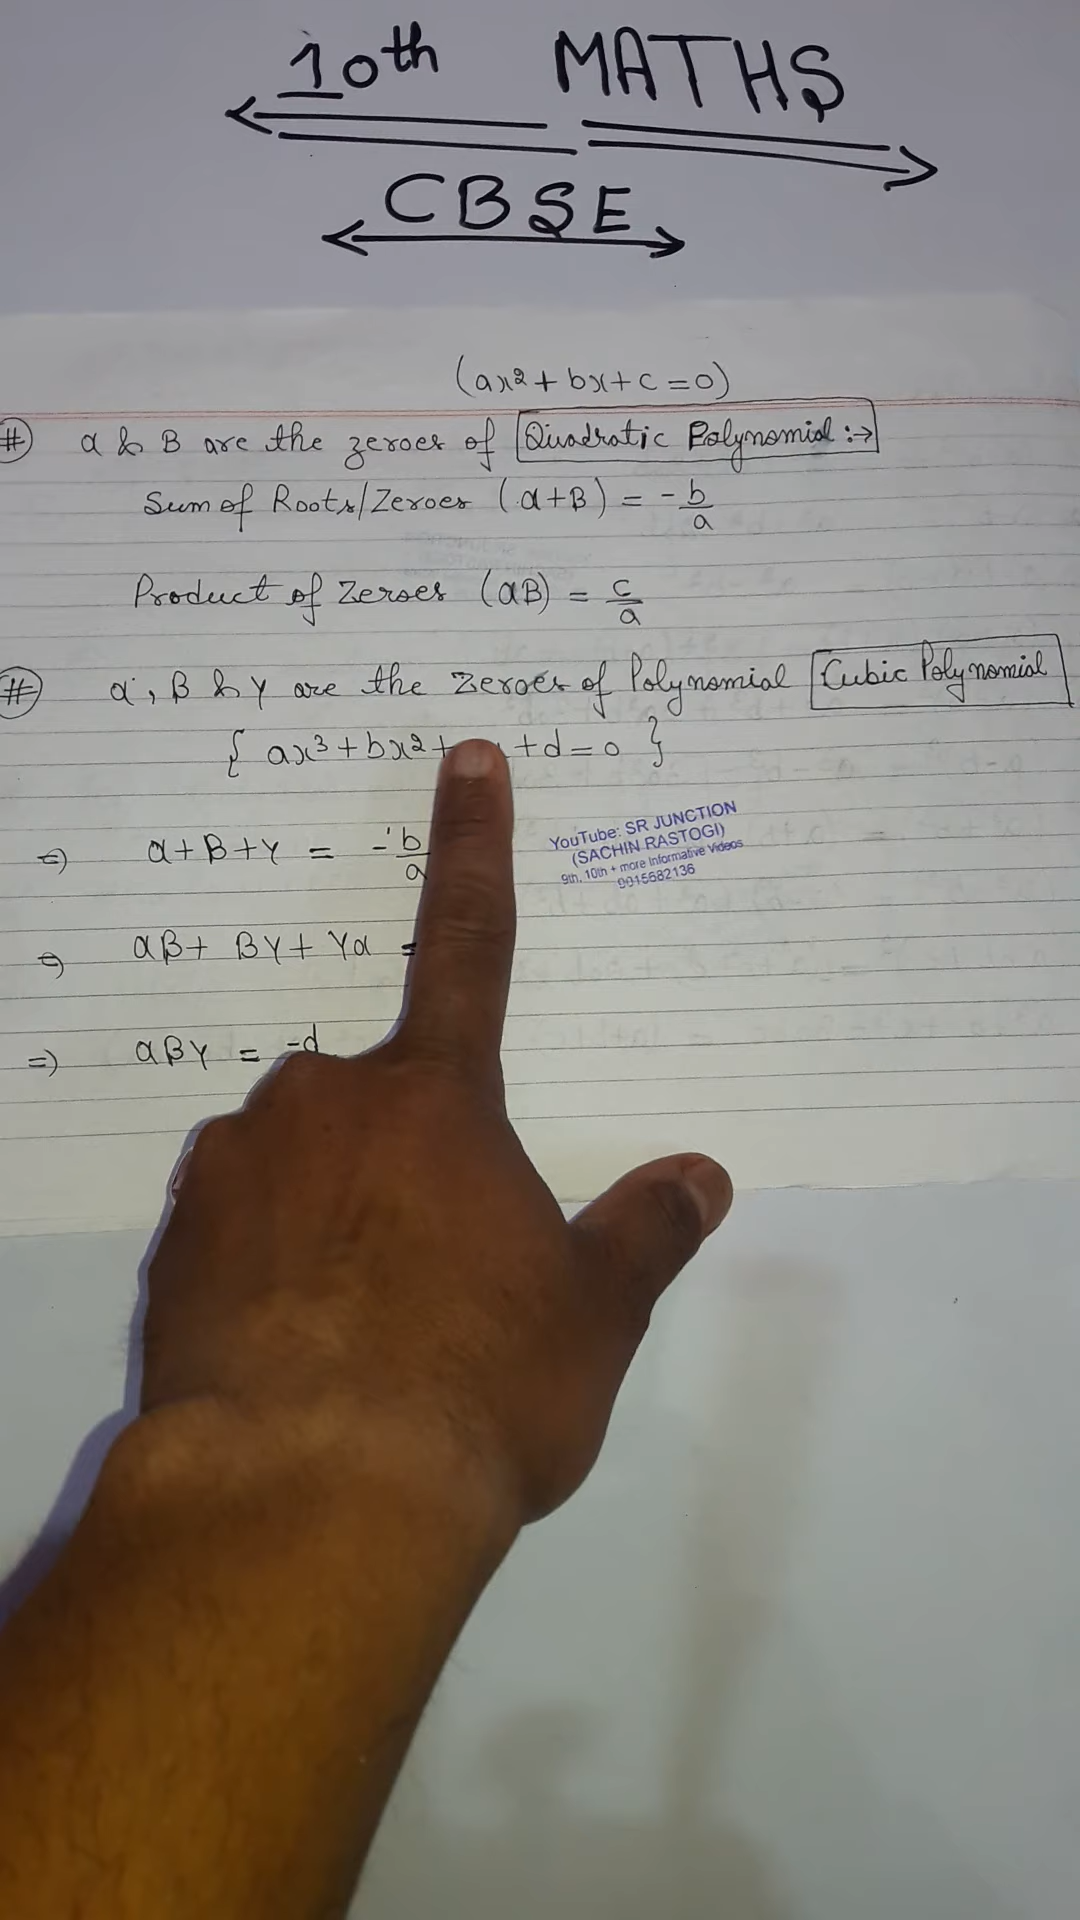 10th MATHS
CBSE
(ax² + bx + c = 0)
# α & β are the zeroes of Quadratic Polynomial :→
Sum of Roots/Zeroes (α+β) = -b/a
Product of Zeroes (αβ) = c/a
# α, β & γ are the Zeroes of Polynomial Cubic Polynomial
{ ax³ + bx² + + d = 0 }
⇒ α + β + γ = -b/a
⇒ αβ + βγ + γα =
⇒ αβγ = -d
YouTube: SR JUNCTION
(SACHIN RASTOGI)
9th, 10th + more Informative Videos
9915682136